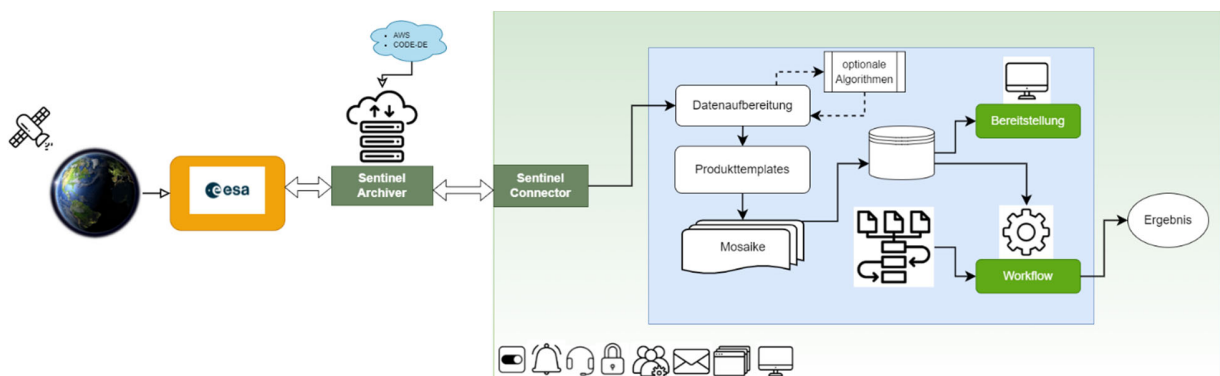 AWS
CODE-DE
esa
Sentinel
Archiver
Sentinel
Connector
Datenaufbereitung
optionale
Algorithmen
Produkttemplates
Mosaike
Bereitstellung
Workflow
Ergebnis